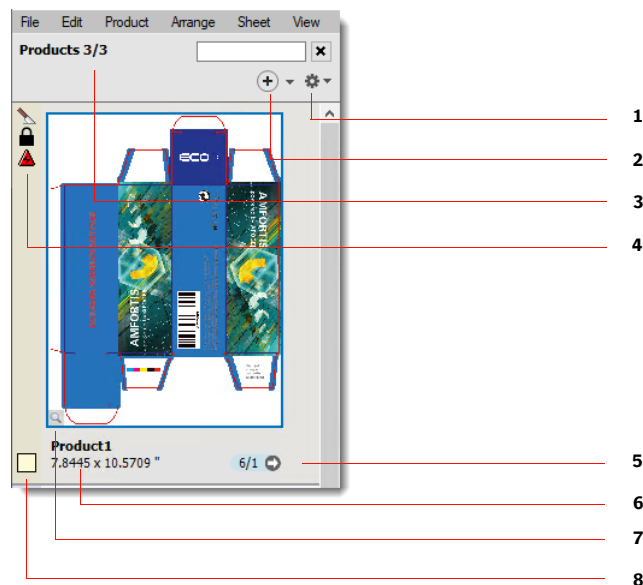 File Edit Product Arrange Sheet View
Products 3/3
1
2
3
4
eco
AMFORTIS
AMFORTIS
Product1
7.8445 x 10.5709 "
6/1
5
6
7
8